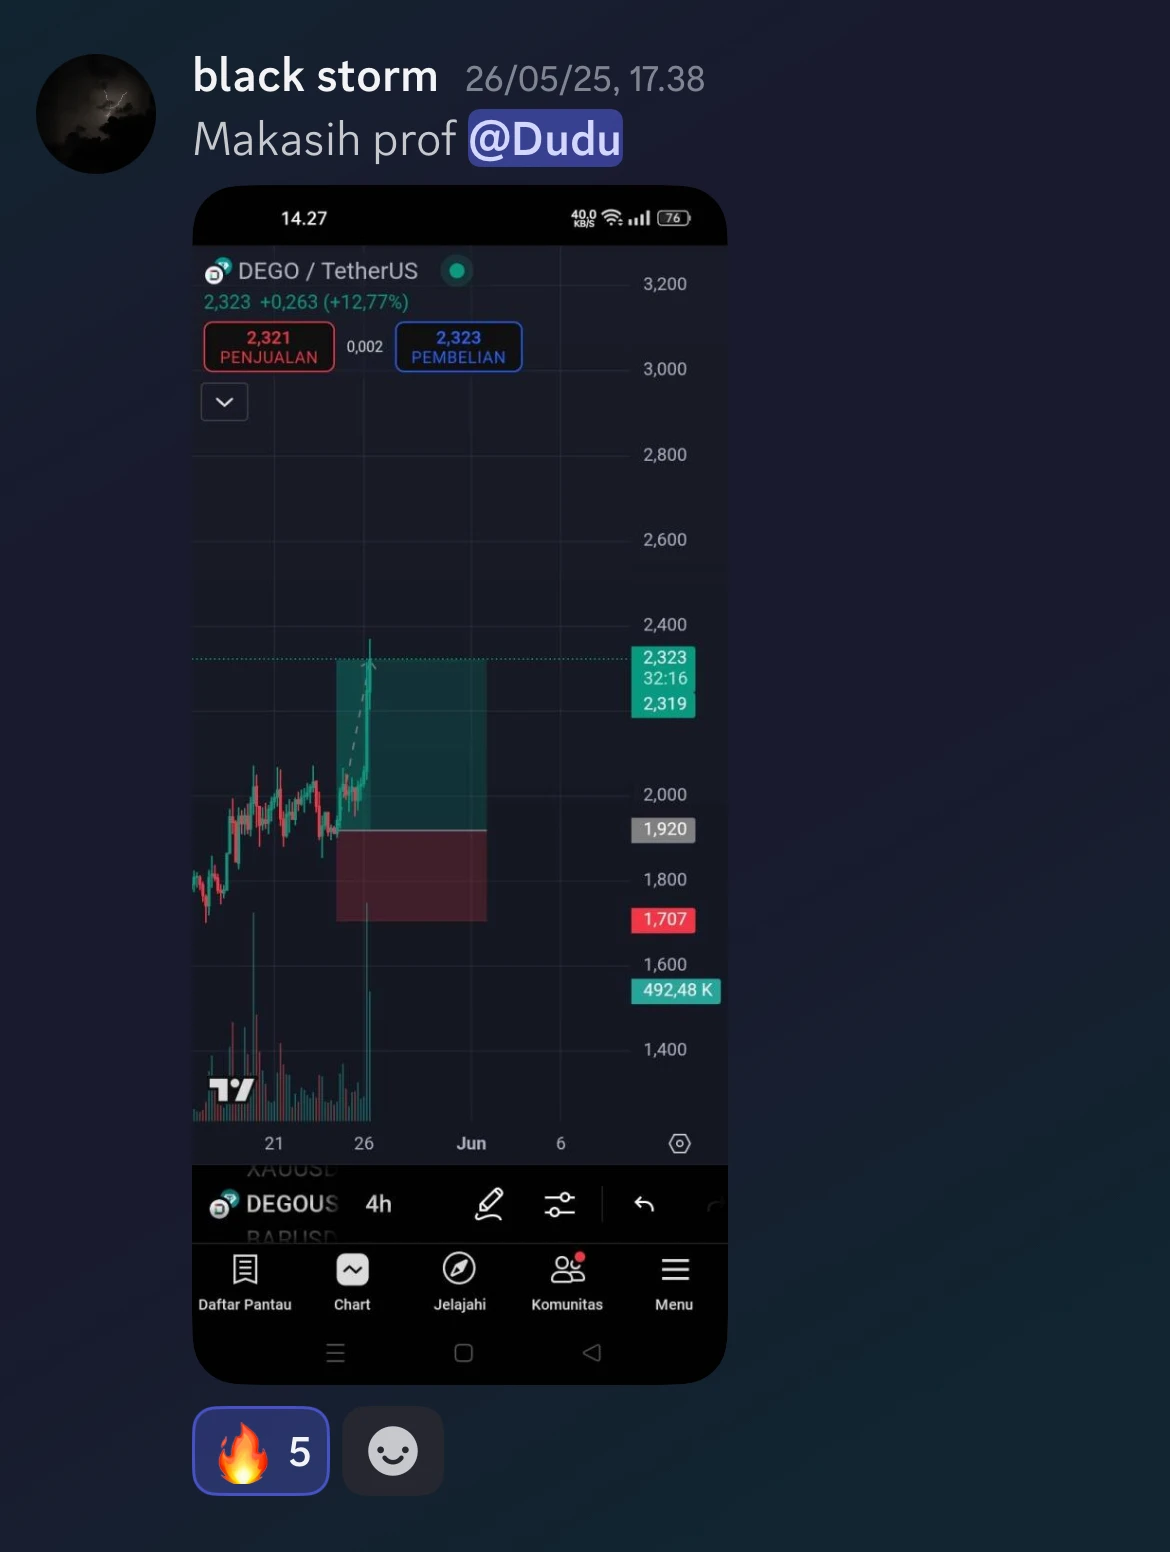 black storm 26/05/25, 17.38
Makasih prof @Dudu
14.27 40.0 KB/S 76
DEGO / TetherUS
2,323 +0,263 (+12,77%)
2,321 PENJUALAN 0,002 2,323 PEMBELIAN
3,200
3,000
2,800
2,600
2,400
2,323
32:16
2,319
2,000
1,920
1,800
1,707
1,600
492,48 K
1,400
21 26 Jun 6
XAUUSD
DEGOUS 4h
BARUSD
Daftar Pantau Chart Jelajahi Komunitas Menu
5